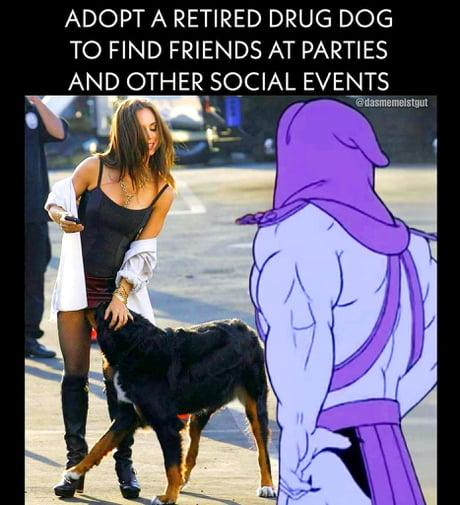 ADOPT A RETIRED DRUG DOG
TO FIND FRIENDS AT PARTIES
AND OTHER SOCIAL EVENTS
@dasmemeistgut